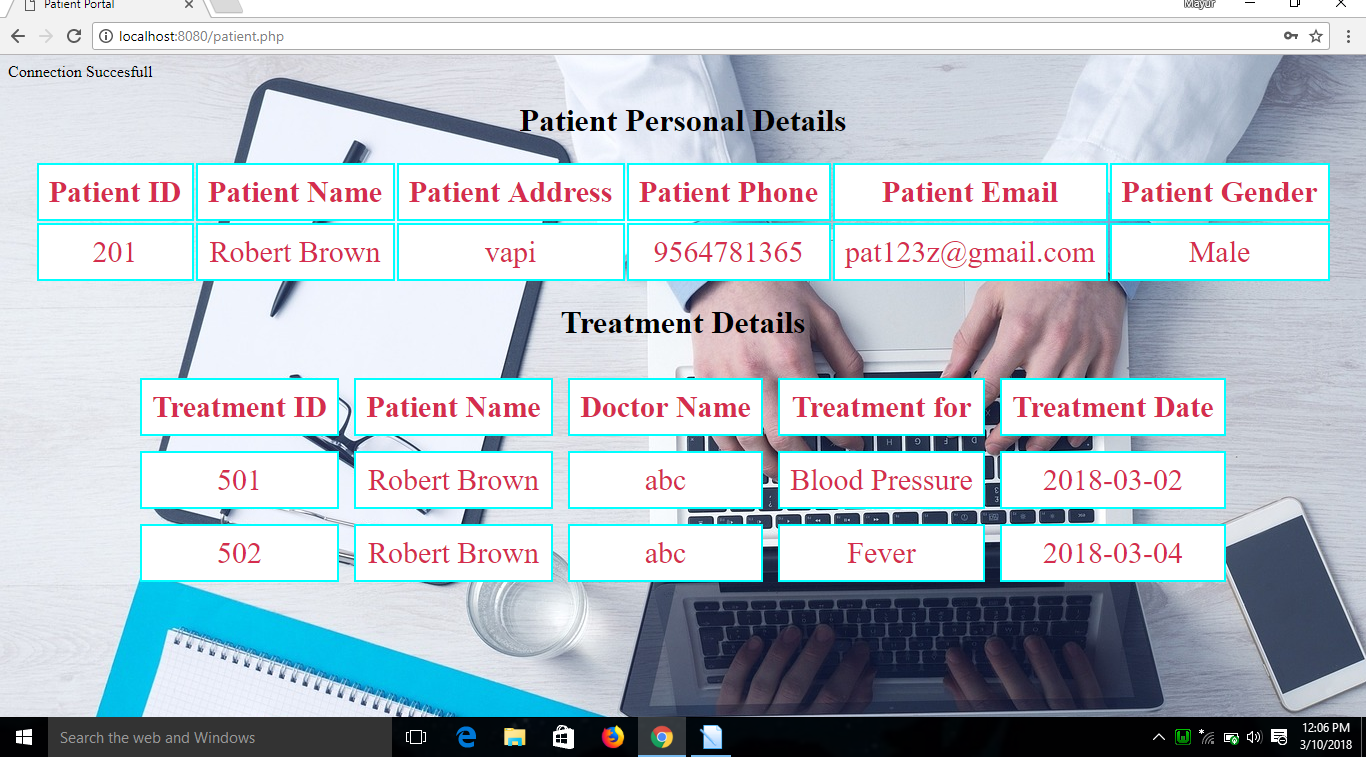 Patient Portal
Mayur
localhost:8080/patient.php
Connection Succesfull
Patient Personal Details
Patient ID Patient Name Patient Address Patient Phone Patient Email Patient Gender
201 Robert Brown vapi 9564781365 pat123z@gmail.com Male
Treatment Details
Treatment ID Patient Name Doctor Name Treatment for Treatment Date
501 Robert Brown abc Blood Pressure 2018-03-02
502 Robert Brown abc Fever 2018-03-04
Search the web and Windows
12:06 PM
3/10/2018